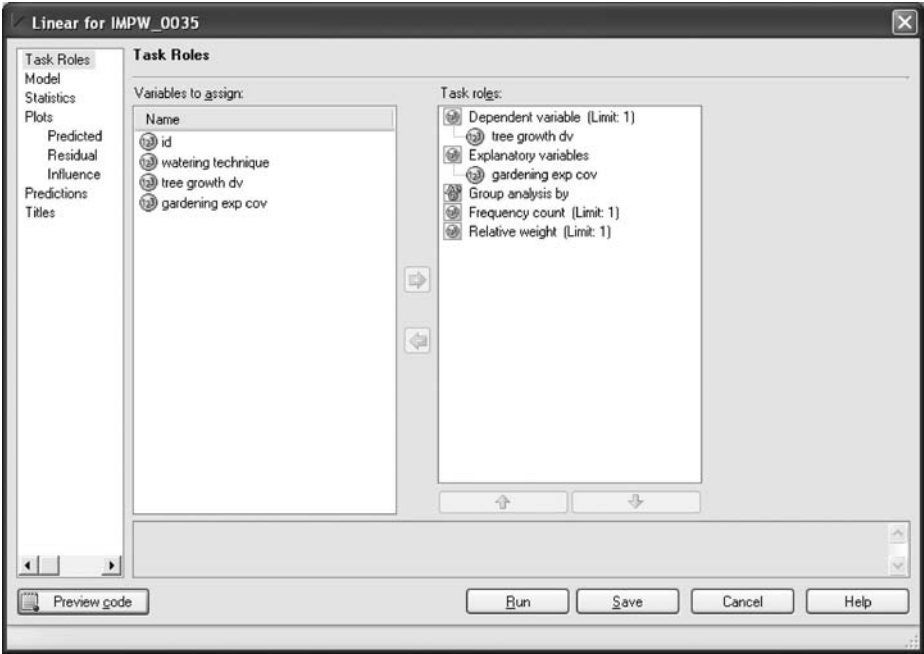 Linear for IMPW_0035
Task Roles
Model
Statistics
Plots
Predicted
Residual
Influence
Predictions
Titles
Task Roles
Variables to assign:
Name
id
watering technique
tree growth dv
gardening exp cov
Task roles:
Dependent variable (Limit: 1)
tree growth dv
Explanatory variables
gardening exp cov
Group analysis by
Frequency count (Limit: 1)
Relative weight (Limit: 1)
Preview code
Run
Save
Cancel
Help